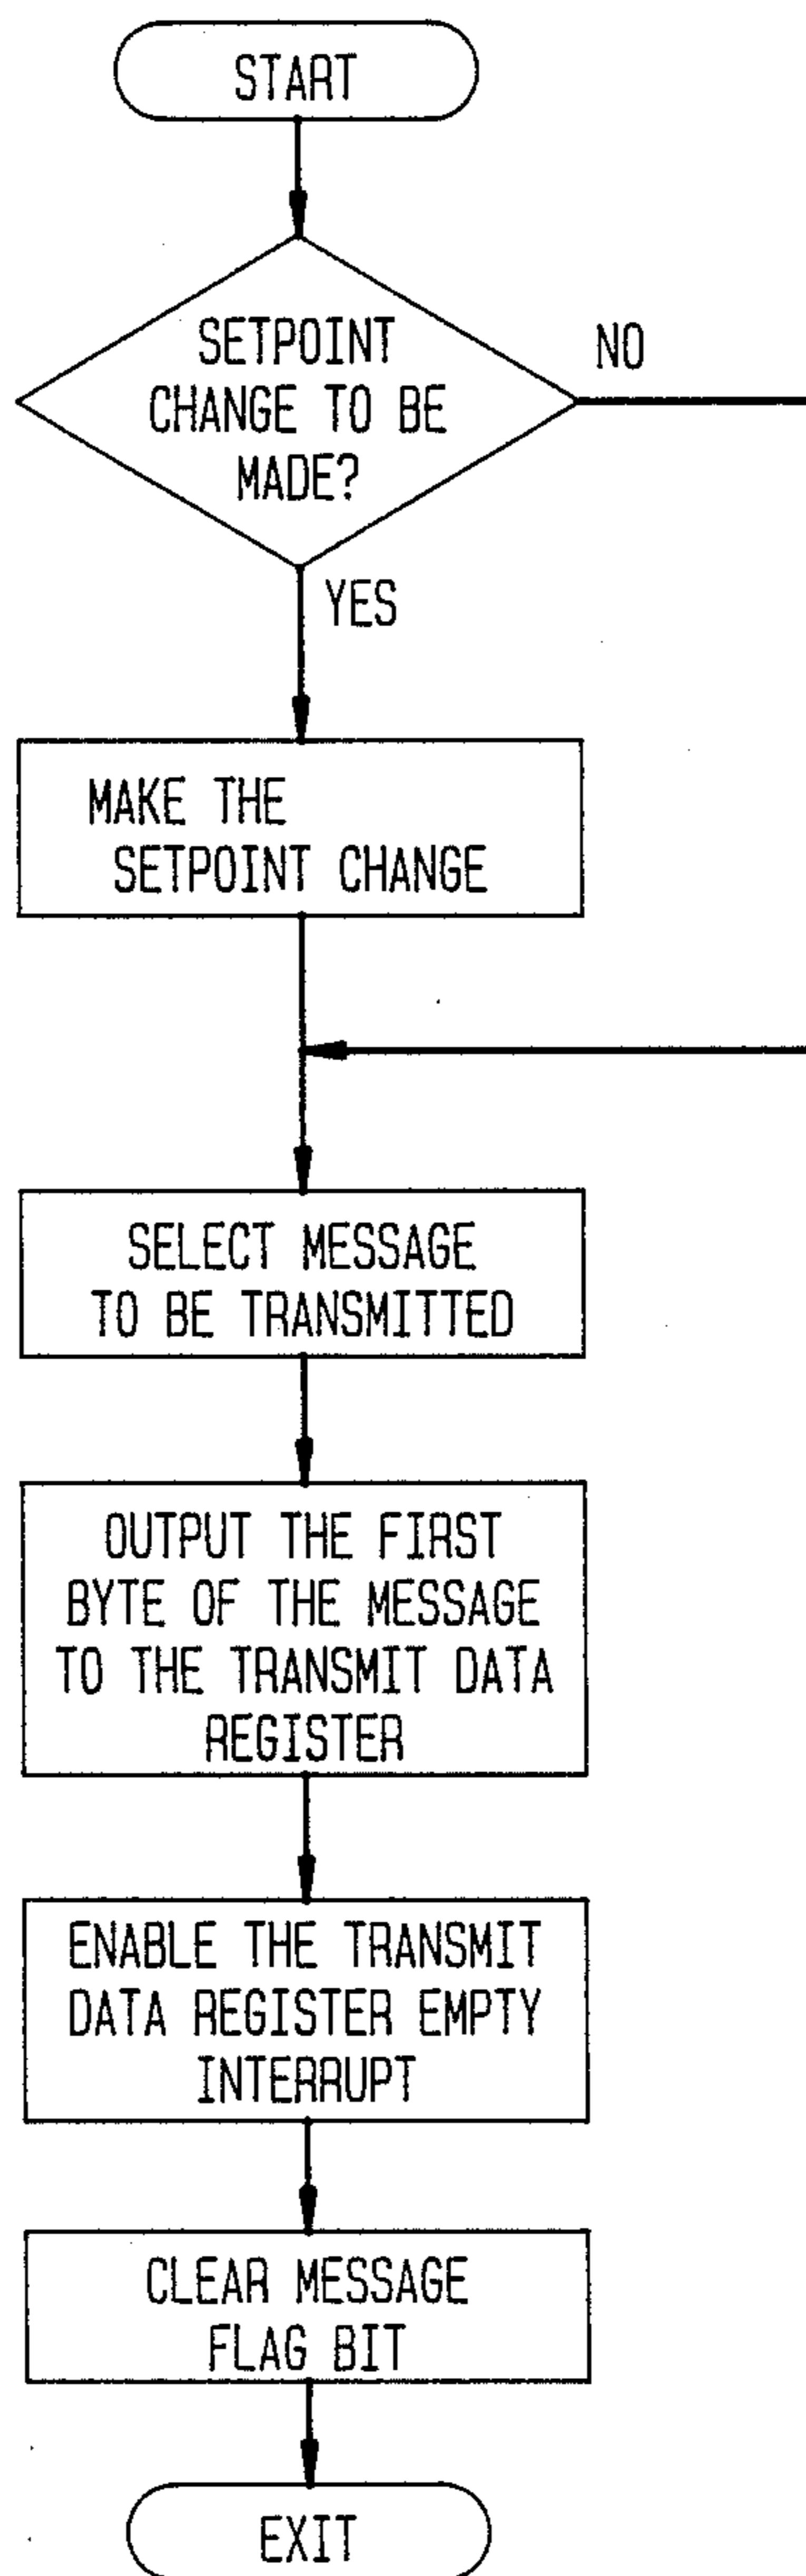 START
SETPOINT
CHANGE TO BE
MADE?
NO
YES
MAKE THE
SETPOINT CHANGE
SELECT MESSAGE
TO BE TRANSMITTED
OUTPUT THE FIRST
BYTE OF THE MESSAGE
TO THE TRANSMIT DATA
REGISTER
ENABLE THE TRANSMIT
DATA REGISTER EMPTY
INTERRUPT
CLEAR MESSAGE
FLAG BIT
EXIT